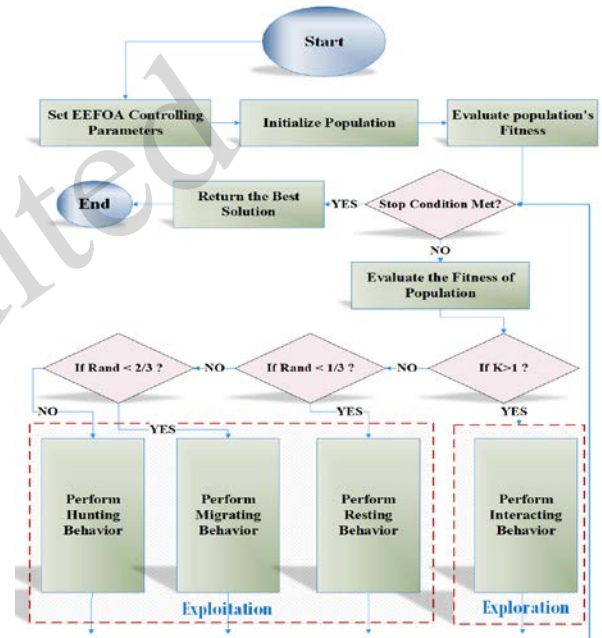 Start
Set EEFOA Controlling
Parameters
Initialize Population
Evaluate population's
Fitness
End
Return the Best
Solution
YES
Stop Condition Met?
NO
Evaluate the Fitness of
Population
If Rand < 2/3 ?
NO
If Rand < 1/3 ?
NO
If K>1 ?
NO
YES
YES
YES
Perform
Hunting
Behavior
Perform
Migrating
Behavior
Perform
Resting
Behavior
Perform
Interacting
Behavior
Exploitation
Exploration